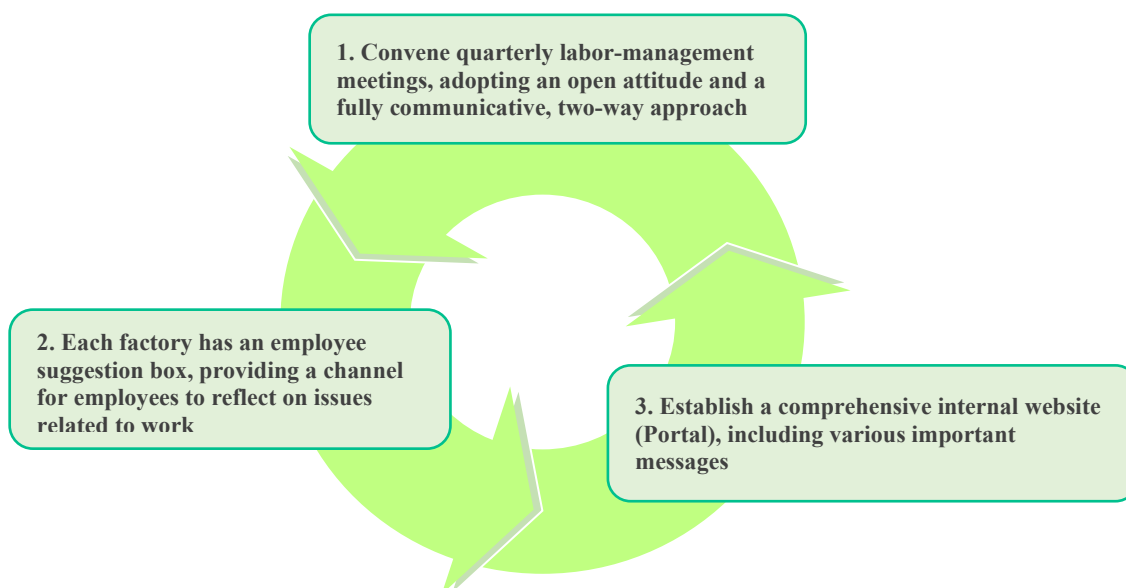 1. Convene quarterly labor-management
meetings, adopting an open attitude and a
fully communicative, two-way approach
2. Each factory has an employee
suggestion box, providing a channel
for employees to reflect on issues
related to work
3. Establish a comprehensive internal website
(Portal), including various important
messages